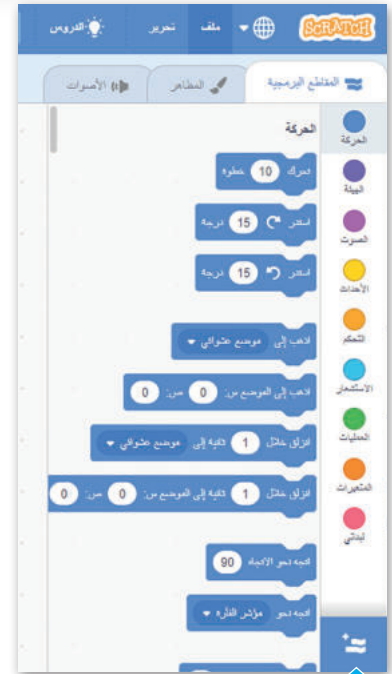 SCRATCH ملف تحرير الدروس
المقاطع البرمجية المظاهر الأصوات
الحركة
الحركة
الهيئة
الصوت
الأحداث
التحكم
الاستشعار
العمليات
المتغيرات
لبناتي
تحرك 10 خطوة
استدر 15 درجة
استدر 15 درجة
اذهب إلى موضع عشوائي
اذهب إلى الموضع س: 0 ص: 0
انزلق خلال 1 ثانية إلى موضع عشوائي
انزلق خلال 1 ثانية إلى الموضع س: 0 ص: 0
اتجه نحو الاتجاه 90
اتجه نحو مؤشر الفأرة